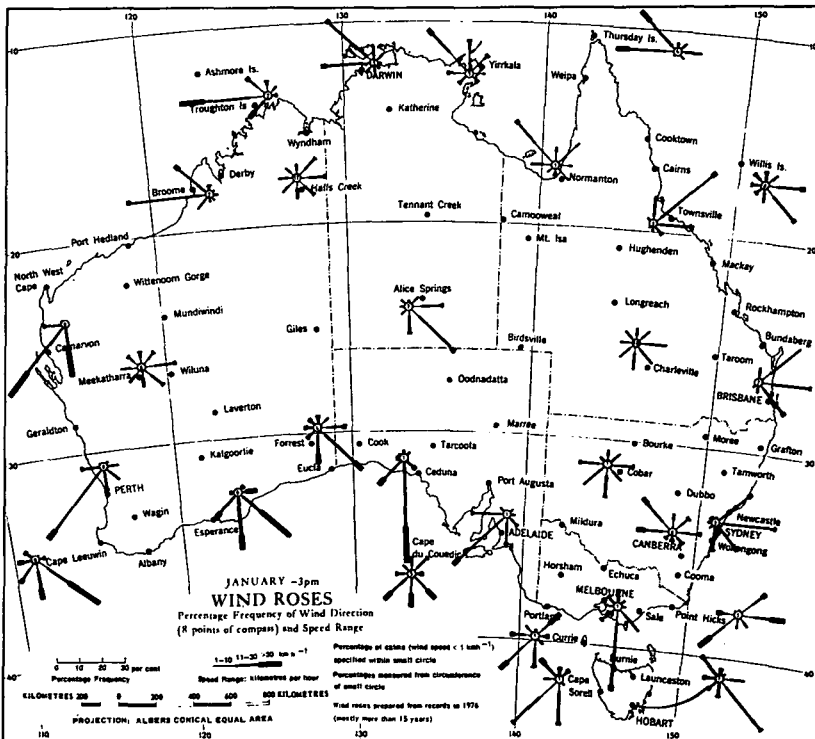 120
130
140
150
10
10
Thursday Is.
Ashmore Is.
DARWIN
Yirrkala
Weipa
Troughton Is
Katherine
Wyndham
Cooktown
Derby
Cairns
Willis Is.
Broome
Halls Creek
Normanton
Tennant Creek
Camooweal
Townsville
Port Hedland
Mt. Isa
Hughenden
20
20
Mackay
North West
Cape
Wittenoom Gorge
Alice Springs
Longreach
Mundiwindi
Rockhampton
Giles
Birdsville
Bundaberg
Carnarvon
Taroom
Meekatharra
Wiluna
Charleville
Oodnadatta
BRISBANE
Laverton
Marree
Geraldton
Forrest
Cook
Tarcoola
Bourke
Moree
Grafton
Kalgoorlie
30
30
Eucla
Ceduna
Cobar
Tamworth
PERTH
Port Augusta
Dubbo
Wagin
Newcastle
Esperance
Mildura
SYDNEY
ADELAIDE
CANBERRA
Wollongong
Cape Leeuwin
Albany
Cape
du Couedic
Horsham
Echuca
Cooma
MELBOURNE
Portland
Sale
Point Hicks
Currie
Burnie
Cape
Sorell
Launceston
HOBART
40
40
JANUARY -3pm
WIND ROSES
Percentage Frequency of Wind Direction
(8 points of compass) and Speed Range
0 10 20 30 per cent
Percentage Frequency
1-10 11-30 >30 km h⁻¹
Speed Range: kilometres per hour
Percentage of calms (wind speed < 1 km h⁻¹)
specified within small circle
Percentages measured from circumference
of small circle
Wind roses prepared from records to 1976
(mostly more than 15 years)
KILOMETRES 200 0 200 400 600 800 KILOMETRES
PROJECTION: ALBERS CONICAL EQUAL AREA
110
120
130
140
150